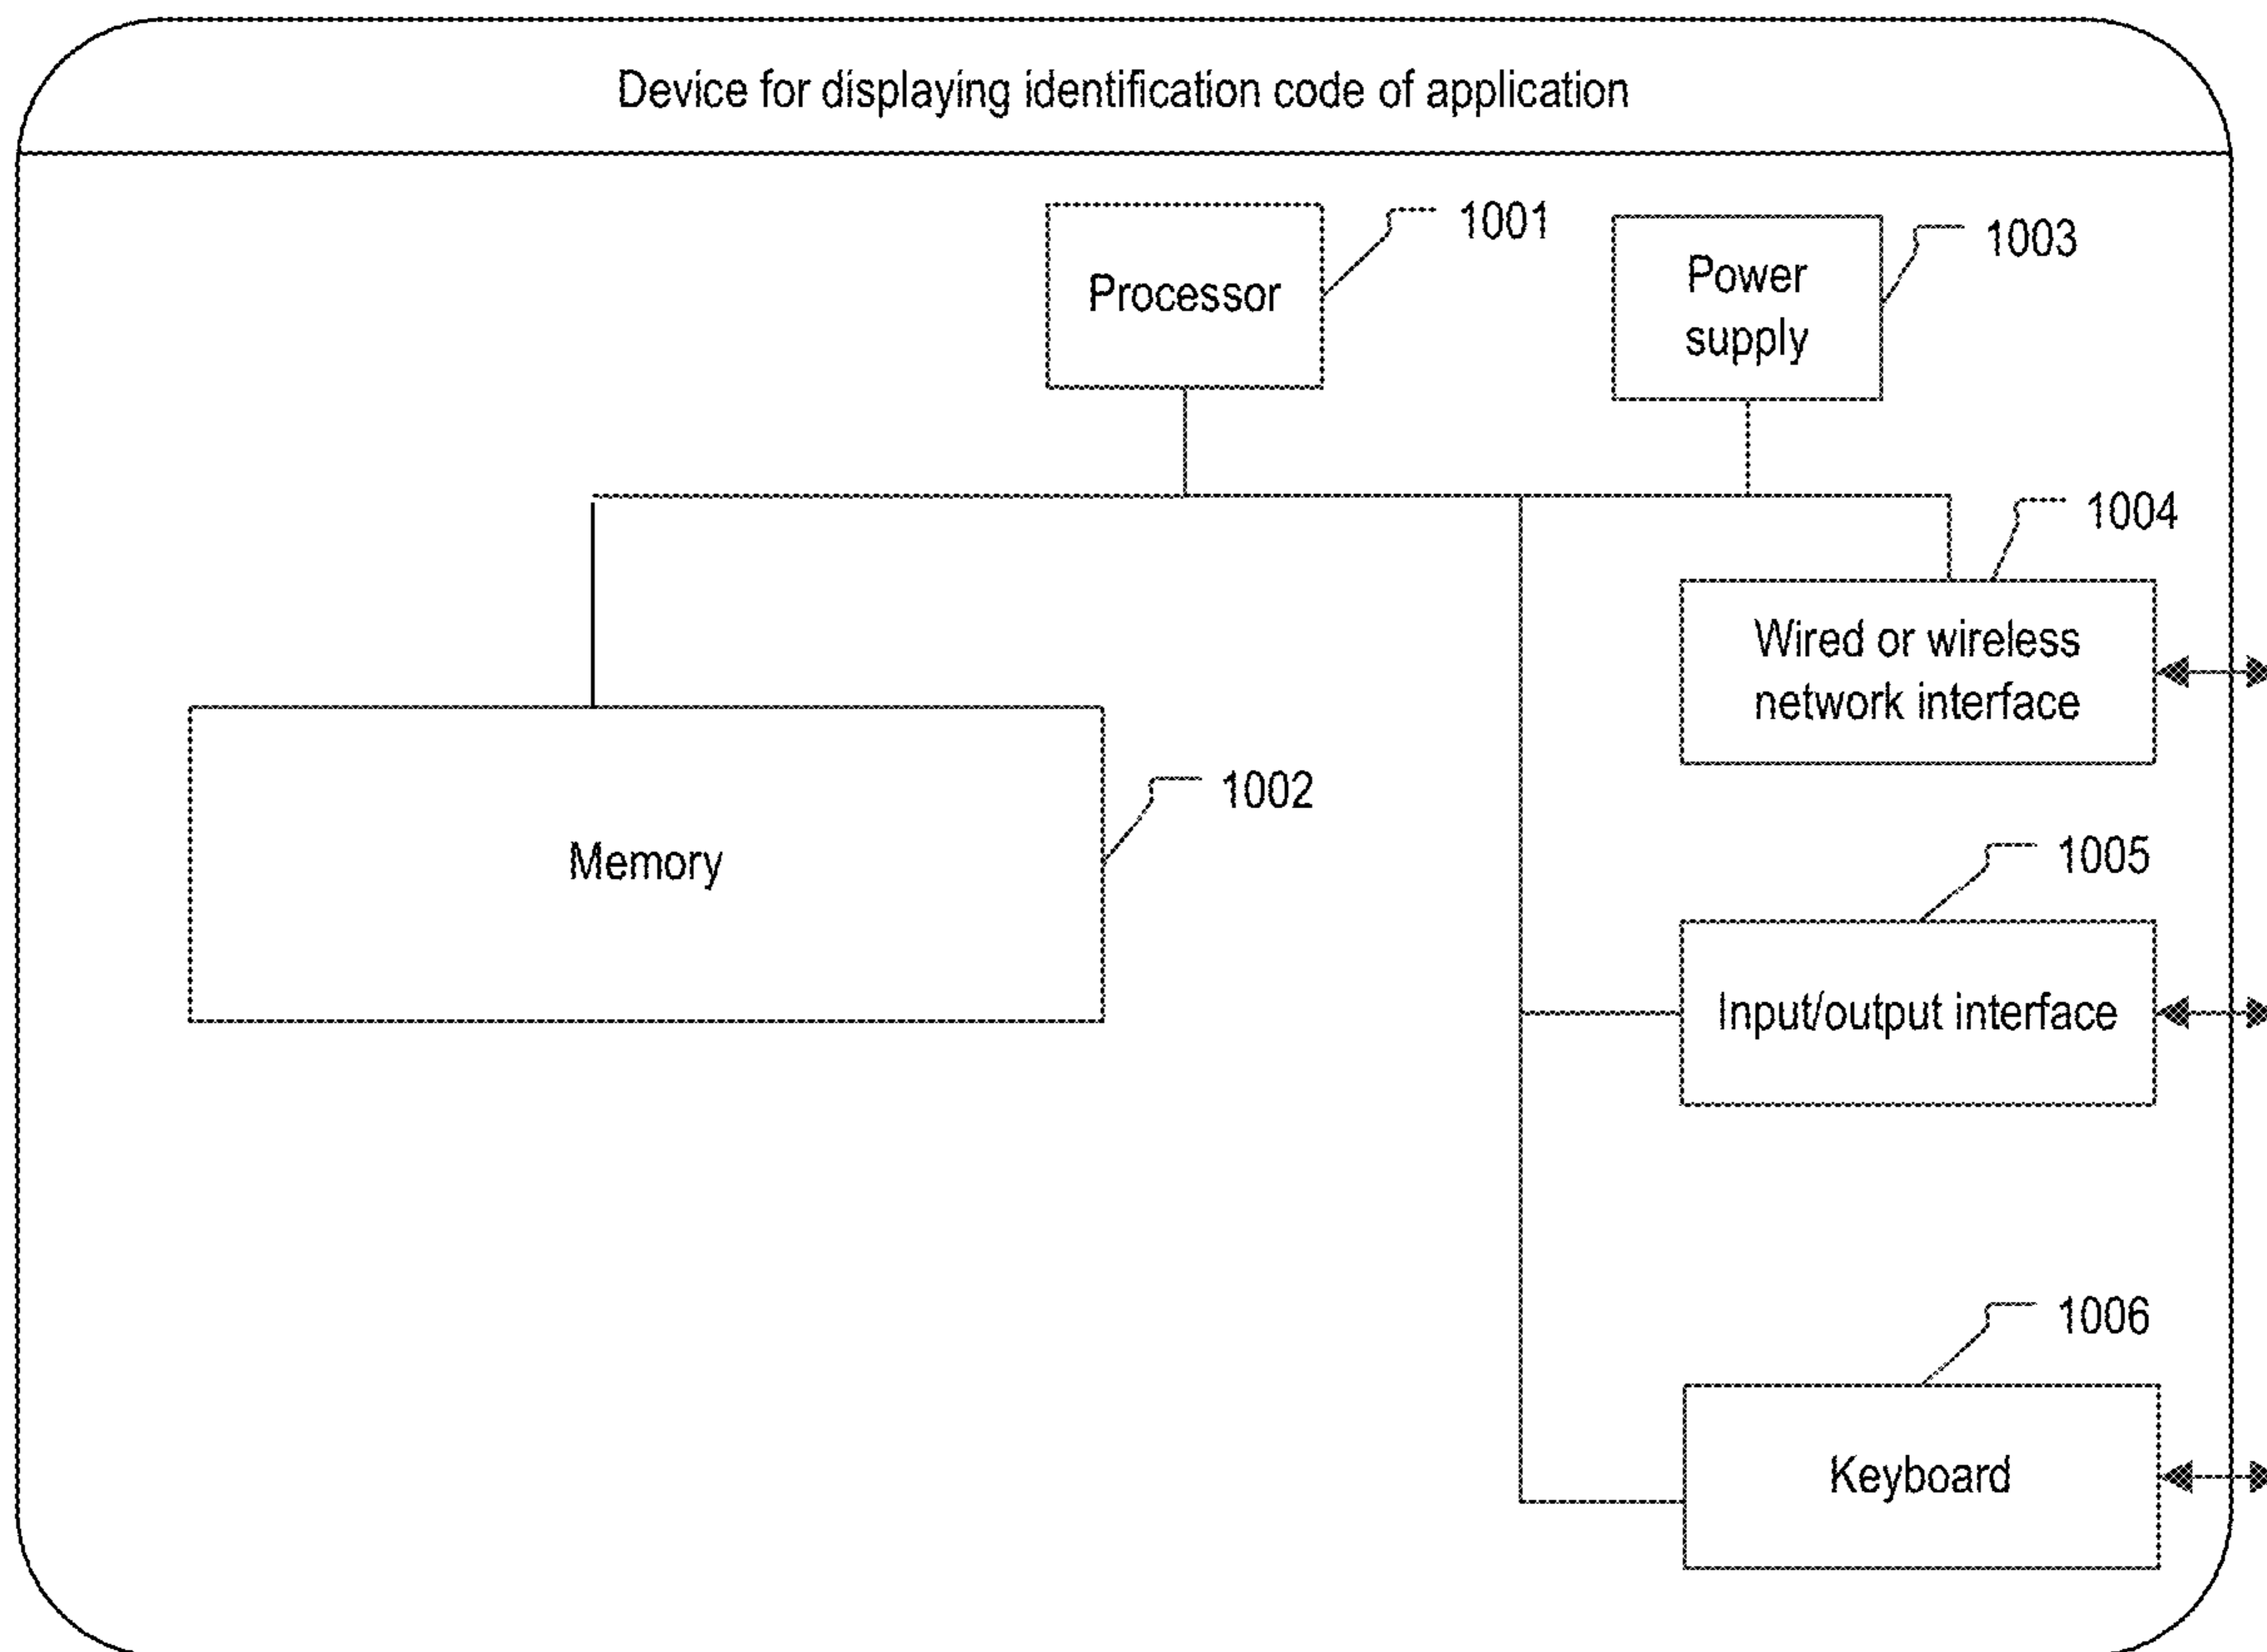 Device for displaying identification code of application
1001
1003
Processor
Power
supply
1004
Wired or wireless
network interface
1002
Memory
1005
Input/output interface
1006
Keyboard